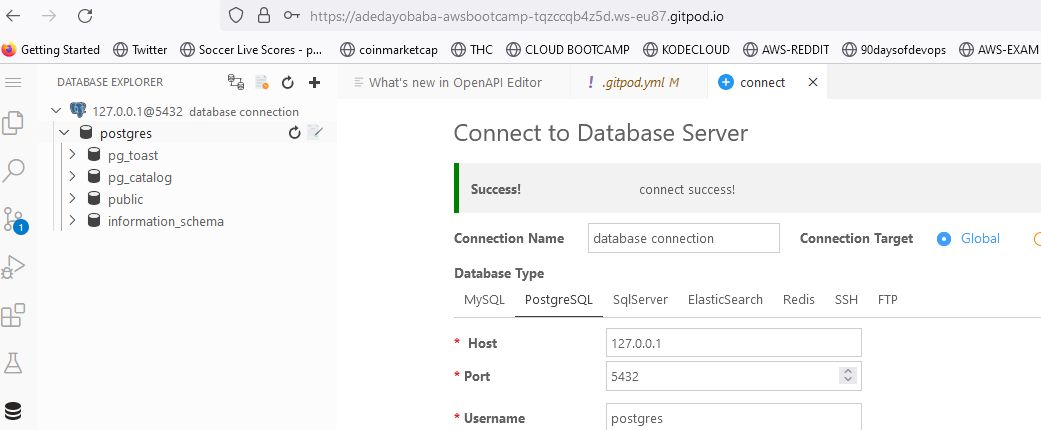 https://adedayobaba-awsbootcamp-tqzccqb4z5d.ws-eu87.gitpod.io
Getting Started Twitter Soccer Live Scores - p... coinmarketcap THC CLOUD BOOTCAMP KODECLOUD AWS-REDDIT 90daysofdevops AWS-EXAM
DATABASE EXPLORER
What's new in OpenAPI Editor ! .gitpod.yml M connect
127.0.0.1@5432 database connection
postgres
pg_toast
pg_catalog
public
information_schema
1
Connect to Database Server
Success! connect success!
Connection Name database connection Connection Target Global
Database Type
MySQL PostgreSQL SqlServer ElasticSearch Redis SSH FTP
* Host 127.0.0.1
* Port 5432
* Username postgres